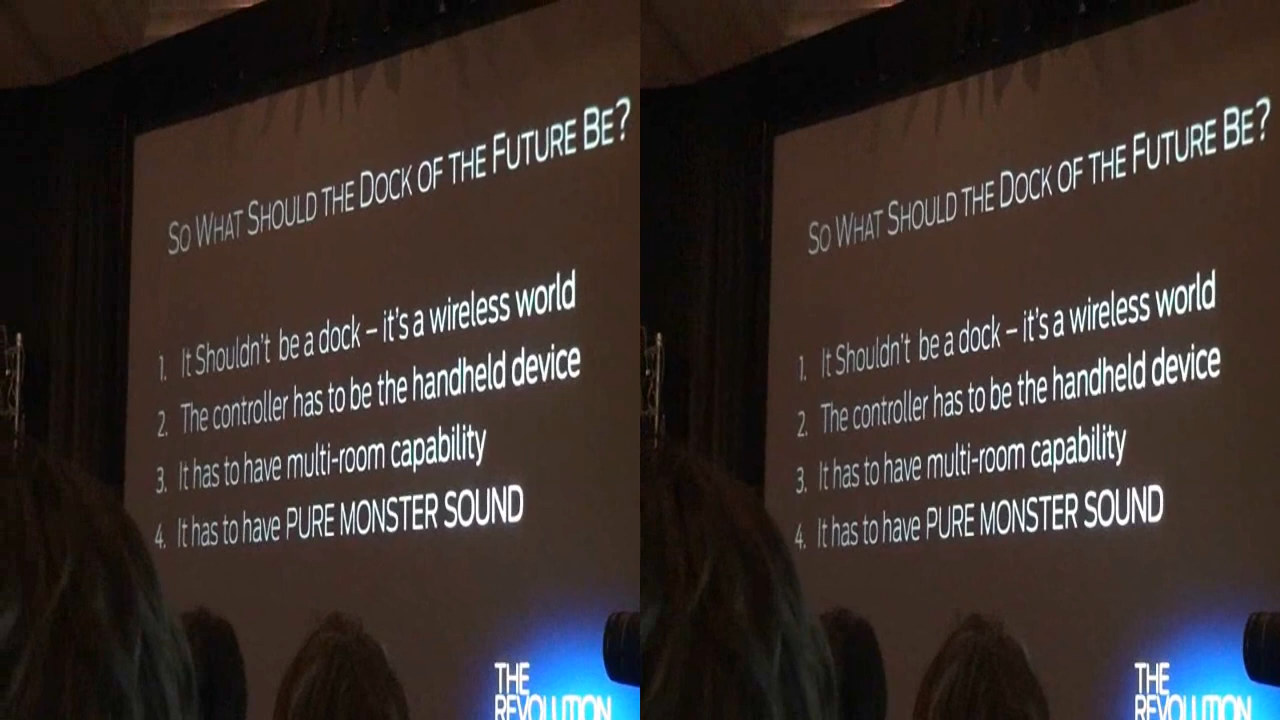 So What Should the Dock of the Future Be?
1. It Shouldn't be a dock – it's a wireless world
2. The controller has to be the handheld device
3. It has to have multi-room capability
4. It has to have PURE MONSTER SOUND
THE
REVOLUTION
So What Should the Dock of the Future Be?
1. It Shouldn't be a dock – it's a wireless world
2. The controller has to be the handheld device
3. It has to have multi-room capability
4. It has to have PURE MONSTER SOUND
THE
REVOLUTION